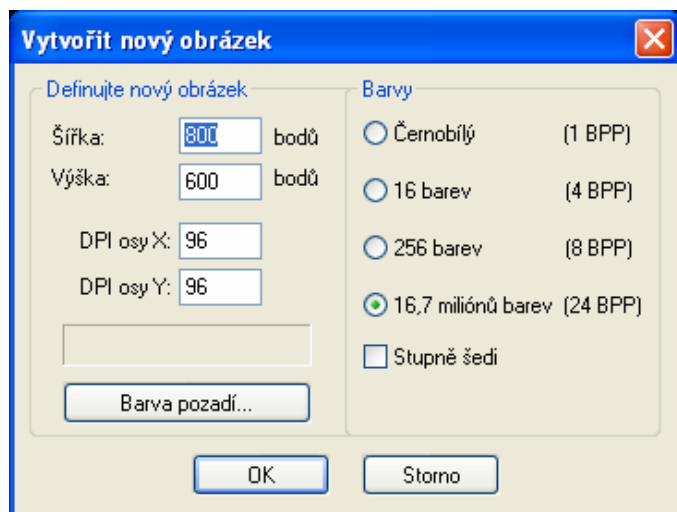 Vytvořit nový obrázek
Definujte nový obrázek
Šířka: 800 bodů
Výška: 600 bodů
DPI osy X: 96
DPI osy Y: 96
Barva pozadí...
Barvy
Černobílý (1 BPP)
16 barev (4 BPP)
256 barev (8 BPP)
16,7 miliónů barev (24 BPP)
Stupně šedi
OK
Storno